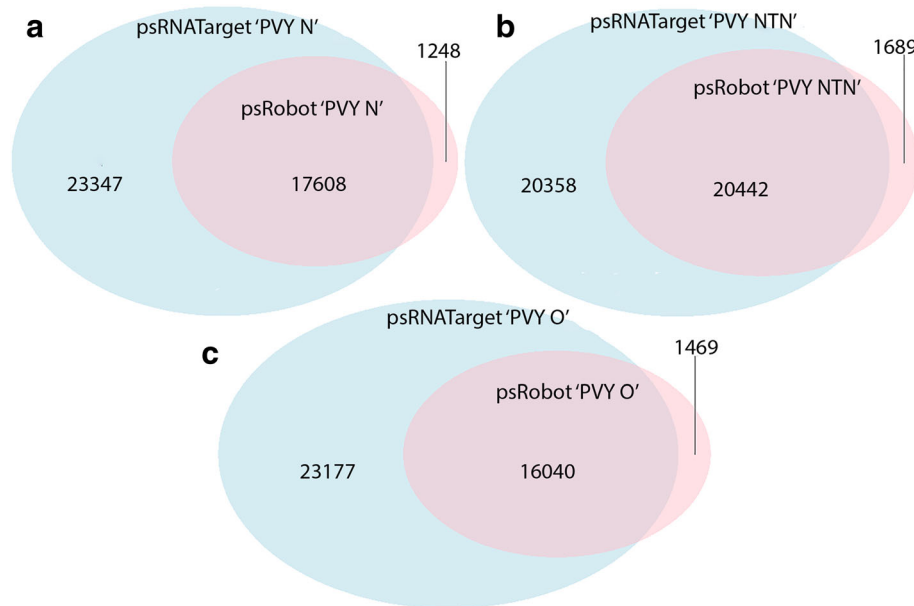 a
psRNATarget ‘PVY N’
1248
psRobot ‘PVY N’
23347
17608
b
psRNATarget ‘PVY NTN’
1689
psRobot ‘PVY NTN’
20358
20442
c
psRNATarget ‘PVY O’
1469
psRobot ‘PVY O’
23177
16040